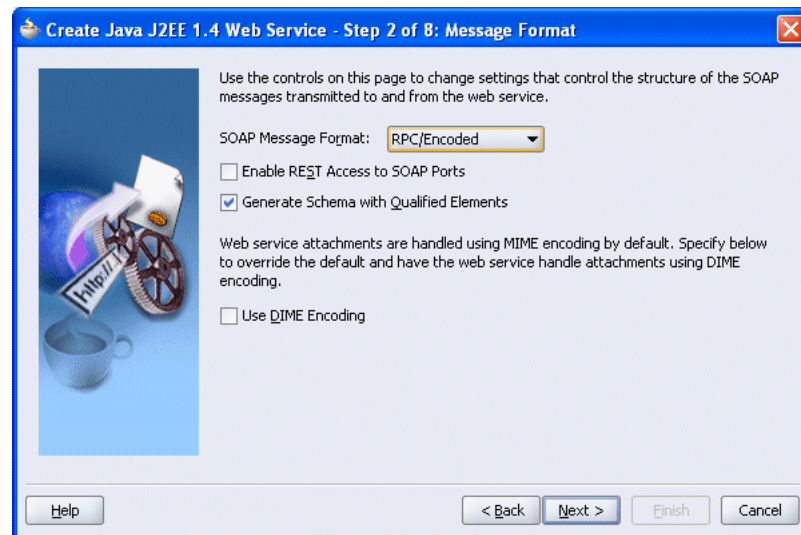 Create Java J2EE 1.4 Web Service - Step 2 of 8: Message Format
Use the controls on this page to change settings that control the structure of the SOAP
messages transmitted to and from the web service.
SOAP Message Format: RPC/Encoded
Enable REST Access to SOAP Ports
Generate Schema with Qualified Elements
Web service attachments are handled using MIME encoding by default. Specify below
to override the default and have the web service handle attachments using DIME
encoding.
Use DIME Encoding
http://
Help < Back Next > Finish Cancel